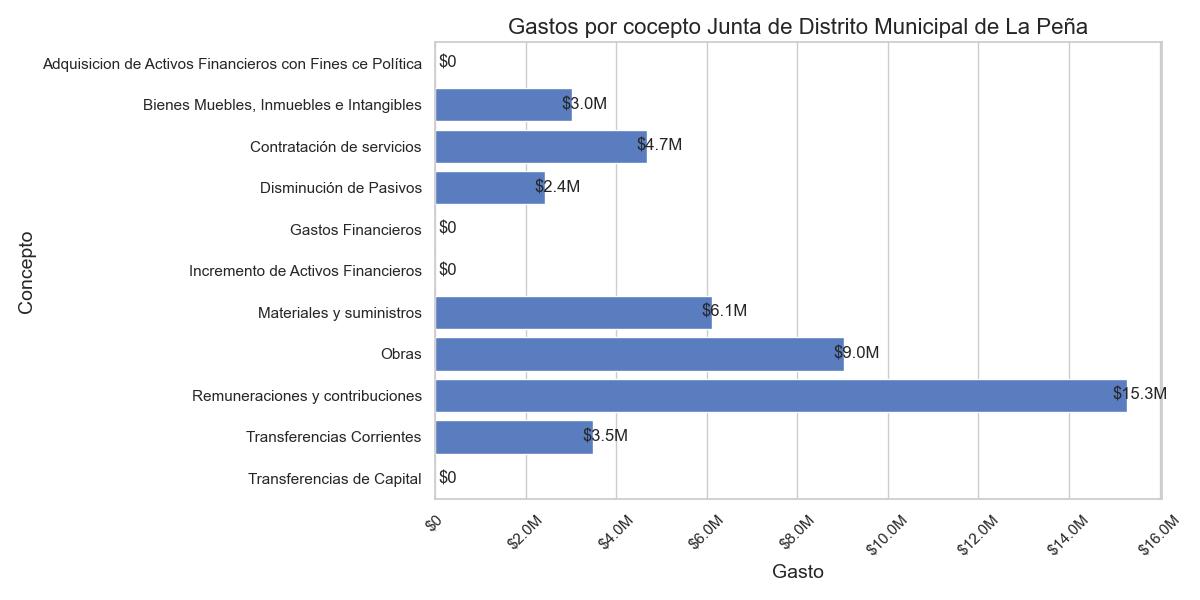 Gastos por cocepto Junta de Distrito Municipal de La Peña
Concepto
Adquisicion de Activos Financieros con Fines ce Política $0
Bienes Muebles, Inmuebles e Intangibles $3.0M
Contratación de servicios $4.7M
Disminución de Pasivos $2.4M
Gastos Financieros $0
Incremento de Activos Financieros $0
Materiales y suministros $6.1M
Obras $9.0M
Remuneraciones y contribuciones $15.3M
Transferencias Corrientes $3.5M
Transferencias de Capital $0
$0 $2.0M $4.0M $6.0M $8.0M $10.0M $12.0M $14.0M $16.0M
Gasto